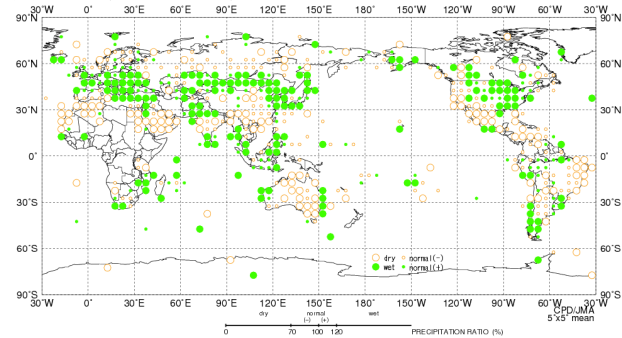 30°W 0° 30°E 60°E 90°E 120°E 150°E 180° 150°W 120°W 90°W 60°W 30°W
90°N 90°N
60°N 60°N
30°N 30°N
0° 0°
30°S 30°S
60°S 60°S
90°S 90°S
dry normal(−)
wet normal(+)
30°W 0° 30°E 60°E 90°E 120°E 150°E 180° 150°W 120°W 90°W 60°W 30°W
CPD/JMA
5°x5° mean
dry normal wet
(−) (+)
0 70 100 120 PRECIPITATION RATIO (%)